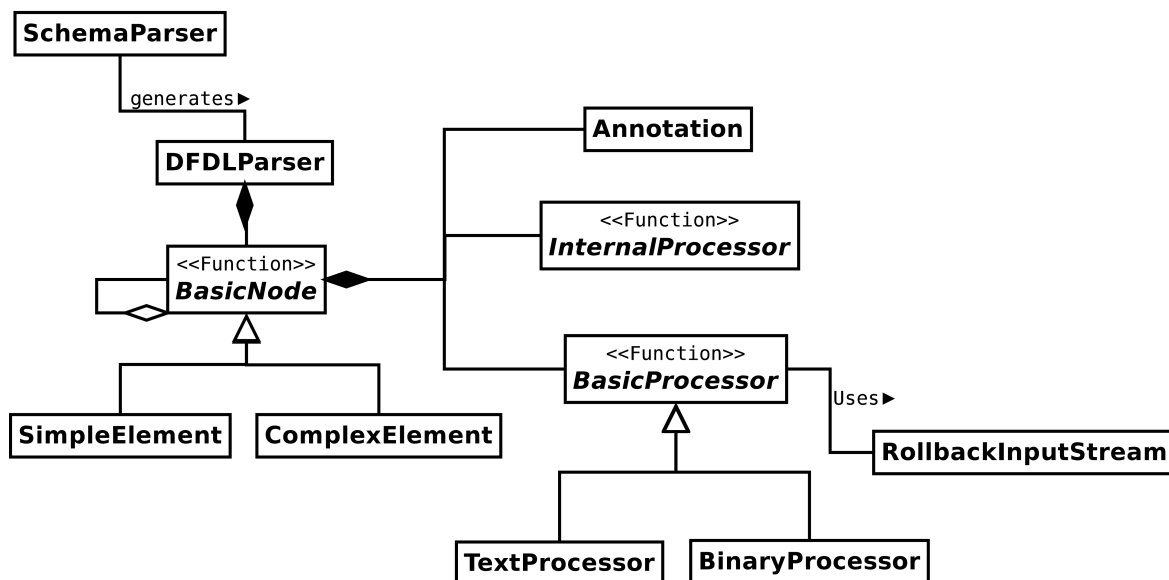 SchemaParser
generates▶
Annotation
DFDLParser
<<Function>>
InternalProcessor
<<Function>>
BasicNode
<<Function>>
BasicProcessor
Uses▶
SimpleElement
ComplexElement
RollbackInputStream
TextProcessor
BinaryProcessor